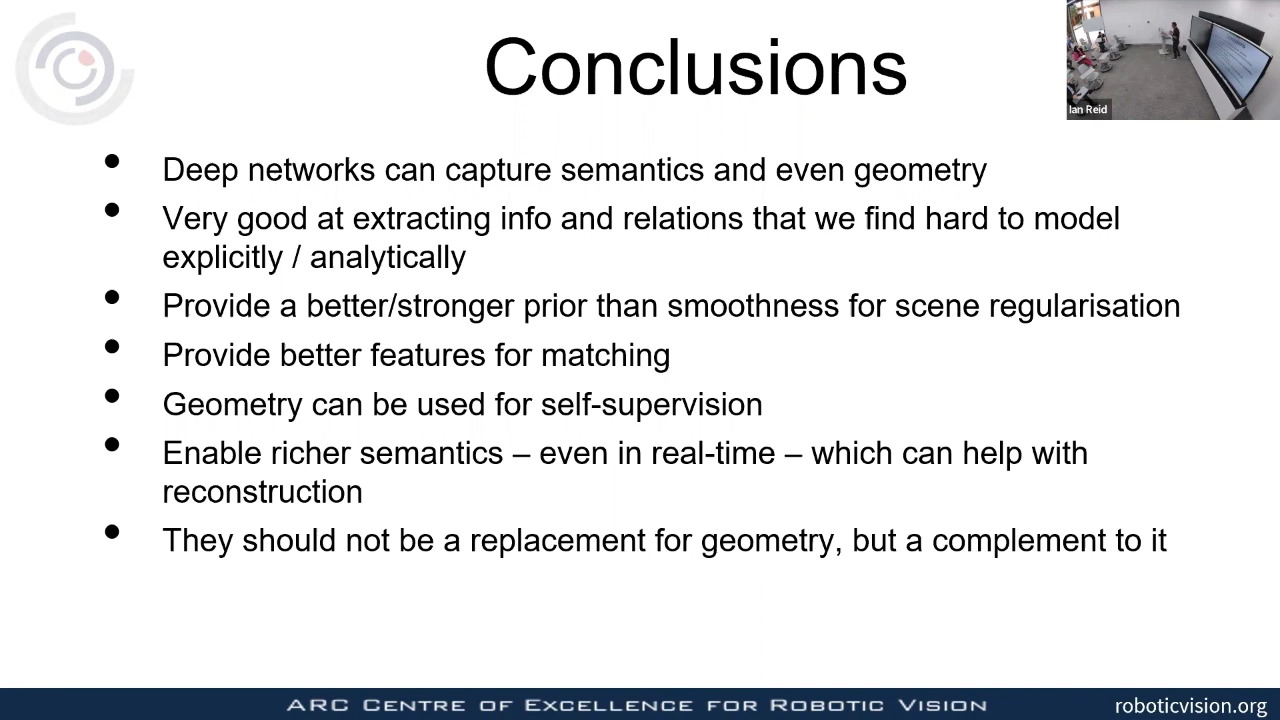 Conclusions
Ian Reid
• Deep networks can capture semantics and even geometry
• Very good at extracting info and relations that we find hard to model
explicitly / analytically
• Provide a better/stronger prior than smoothness for scene regularisation
• Provide better features for matching
• Geometry can be used for self-supervision
• Enable richer semantics – even in real-time – which can help with
reconstruction
• They should not be a replacement for geometry, but a complement to it
ARC Centre of Excellence for Robotic Vision
roboticvision.org